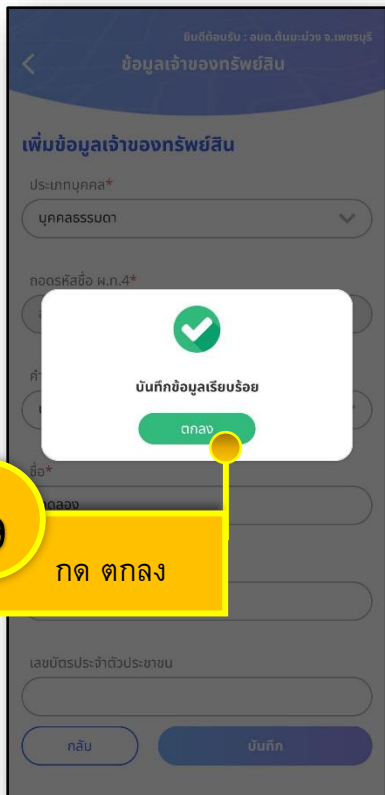 ยินดีต้อนรับ : อบต.ต้นมะม่วง จ.เพชรบุรี
ข้อมูลเจ้าของทรัพย์สิน
เพิ่มข้อมูลเจ้าของทรัพย์สิน
ประเภทบุคคล*
บุคคลธรรมดา
ถอดรหัสชื่อ ผ.ท.4*
บันทึกข้อมูลเรียบร้อย
ตกลง
ชื่อ*
กด ตกลง
เลขบัตรประจำตัวประชาชน
กลับ
บันทึก